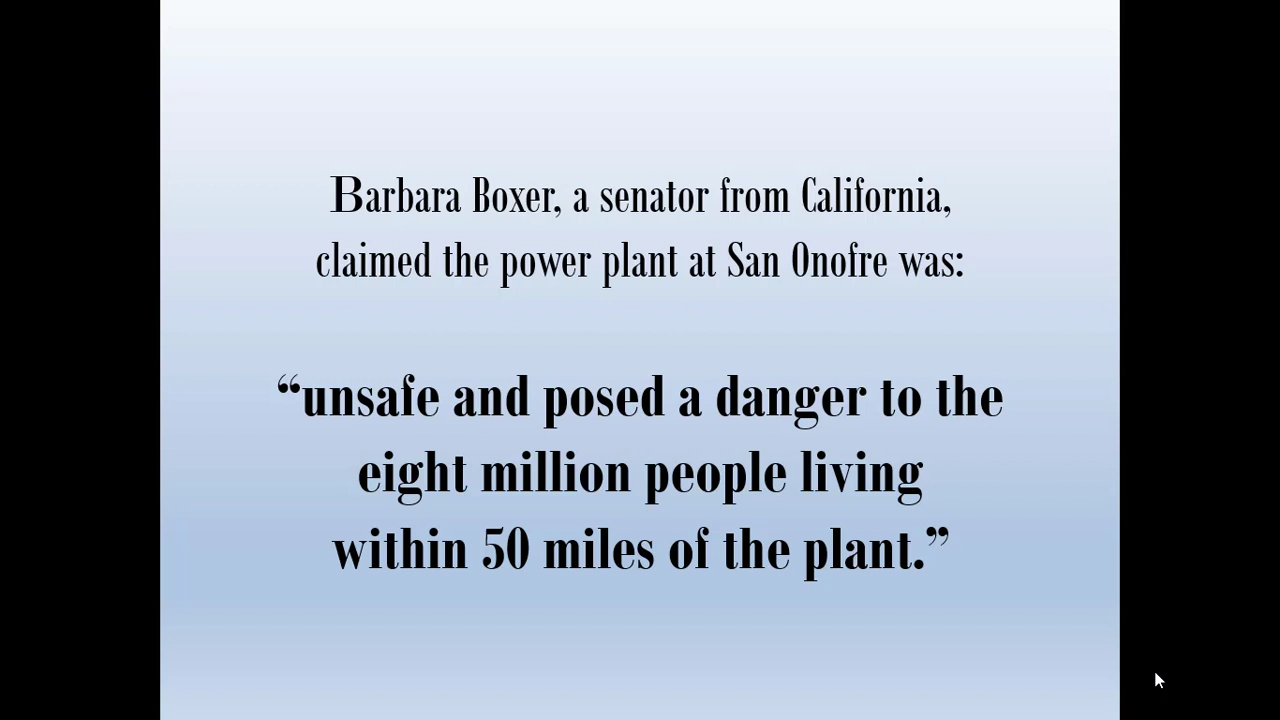 Barbara Boxer, a senator from California,
claimed the power plant at San Onofre was:
“unsafe and posed a danger to the
eight million people living
within 50 miles of the plant.”